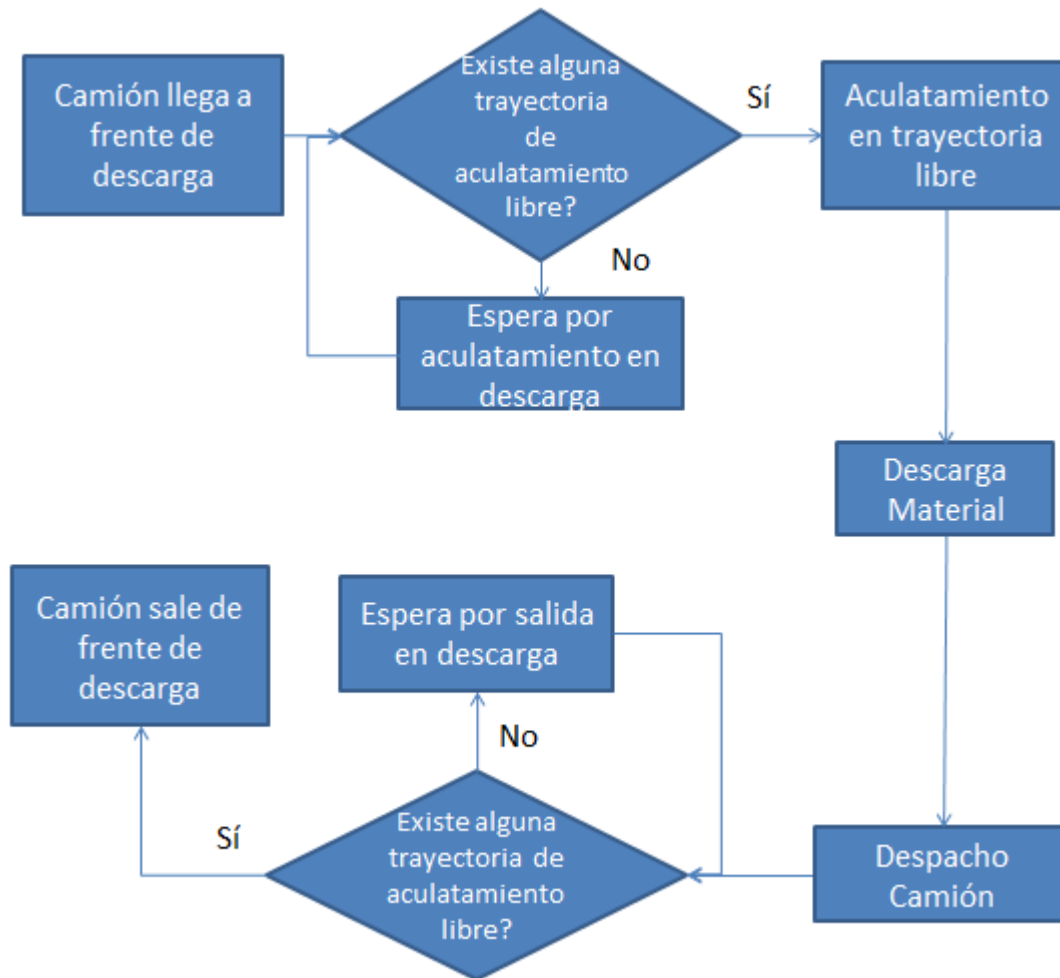 Camión llega a
frente de
descarga
Existe alguna
trayectoria
de
aculatamiento
libre?
Sí
Aculatamiento
en trayectoria
libre
No
Espera por
aculatamiento en
descarga
Descarga
Material
Despacho
Camión
Existe alguna
trayectoria de
aculatamiento
libre?
No
Espera por salida
en descarga
Sí
Camión sale de
frente de
descarga